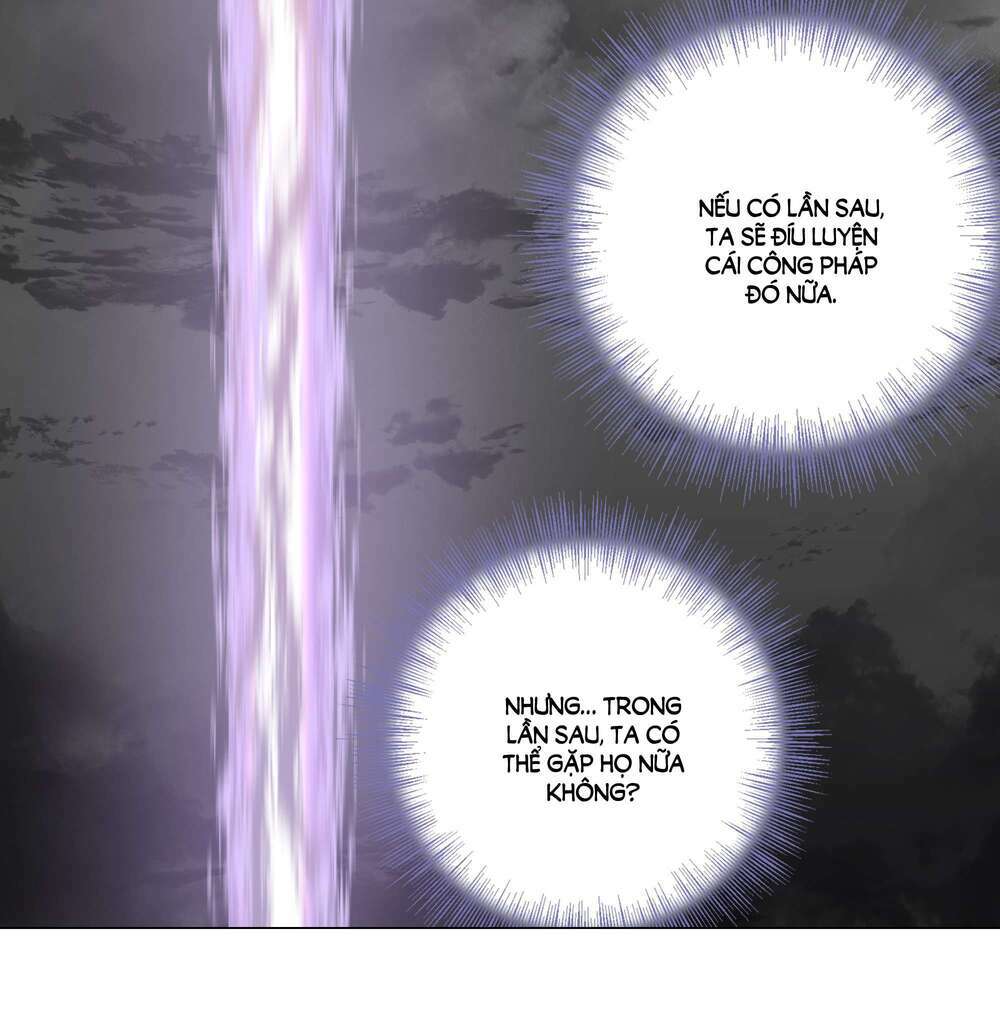 NẾU CÓ LẦN SAU,
TA SẼ ĐÍU LUYỆN
CÁI CÔNG PHÁP
ĐÓ NỮA.
NHƯNG... TRONG
LẦN SAU, TA CÓ
THỂ GẶP HỌ NỮA
KHÔNG?